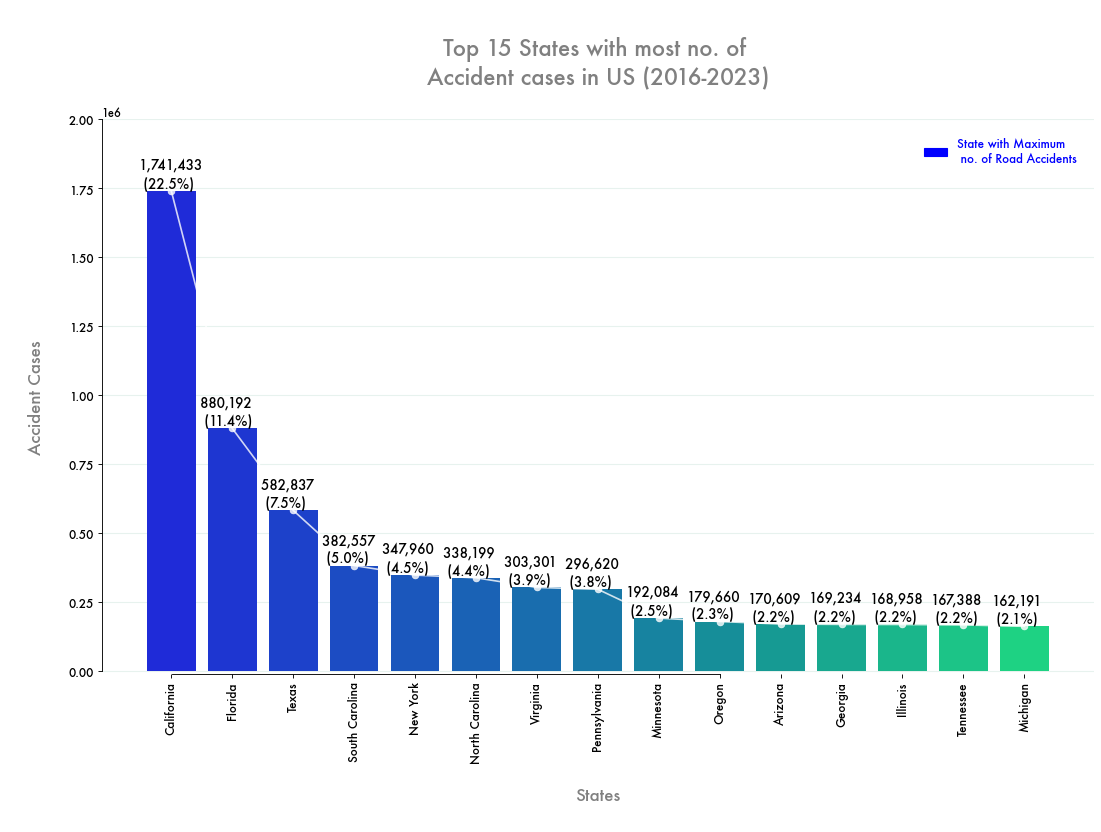 Top 15 States with most no. of
Accident cases in US (2016-2023)
1e6
2.00
1.75
1.50
1.25
1.00
0.75
0.50
0.25
0.00
Accident Cases
State with Maximum
no. of Road Accidents
1,741,433
(22.5%)
880,192
(11.4%)
582,837
(7.5%)
382,557
(5.0%)
347,960
(4.5%)
338,199
(4.4%)
303,301
(3.9%)
296,620
(3.8%)
192,084
(2.5%)
179,660
(2.3%)
170,609
(2.2%)
169,234
(2.2%)
168,958
(2.2%)
167,388
(2.2%)
162,191
(2.1%)
California
Florida
Texas
South Carolina
New York
North Carolina
Virginia
Pennsylvania
Minnesota
Oregon
Arizona
Georgia
Illinois
Tennessee
Michigan
States